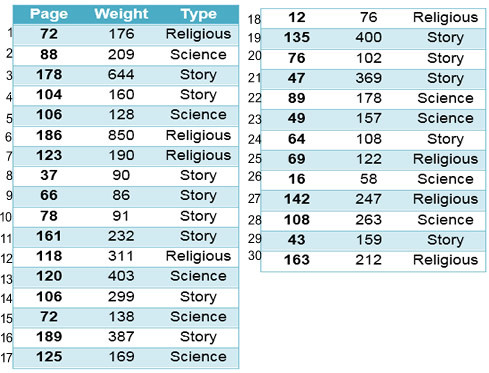 Page Weight Type
1 72 176 Religious
2 88 209 Science
3 178 644 Story
4 104 160 Story
5 106 128 Science
6 186 850 Religious
7 123 190 Religious
8 37 90 Story
9 66 86 Story
10 78 91 Story
11 161 232 Story
12 118 311 Religious
13 120 403 Science
14 106 299 Story
15 72 138 Science
16 189 387 Story
17 125 169 Science
18 12 76 Religious
19 135 400 Story
20 76 102 Story
21 47 369 Story
22 89 178 Science
23 49 157 Science
24 64 108 Story
25 69 122 Religious
26 16 58 Science
27 142 247 Religious
28 108 263 Science
29 43 159 Story
30 163 212 Religious